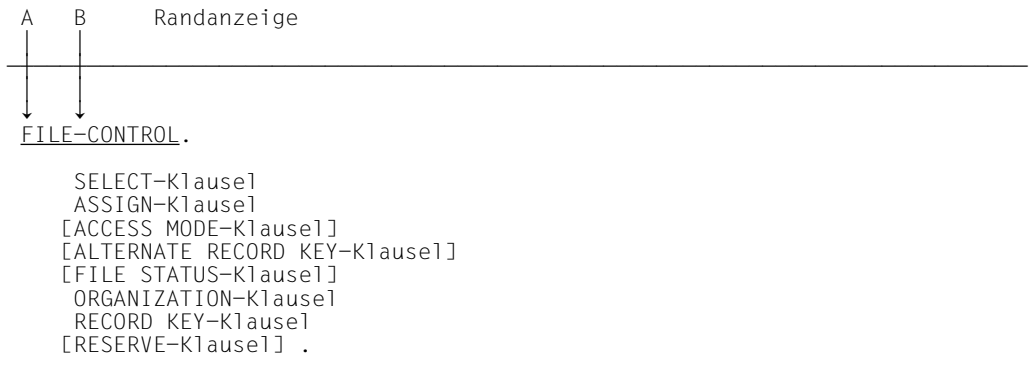 A B Randanzeige
FILE-CONTROL.
SELECT-Klausel
ASSIGN-Klausel
[ACCESS MODE-Klausel]
[ALTERNATE RECORD KEY-Klausel]
[FILE STATUS-Klausel]
ORGANIZATION-Klausel
RECORD KEY-Klausel
[RESERVE-Klausel] .